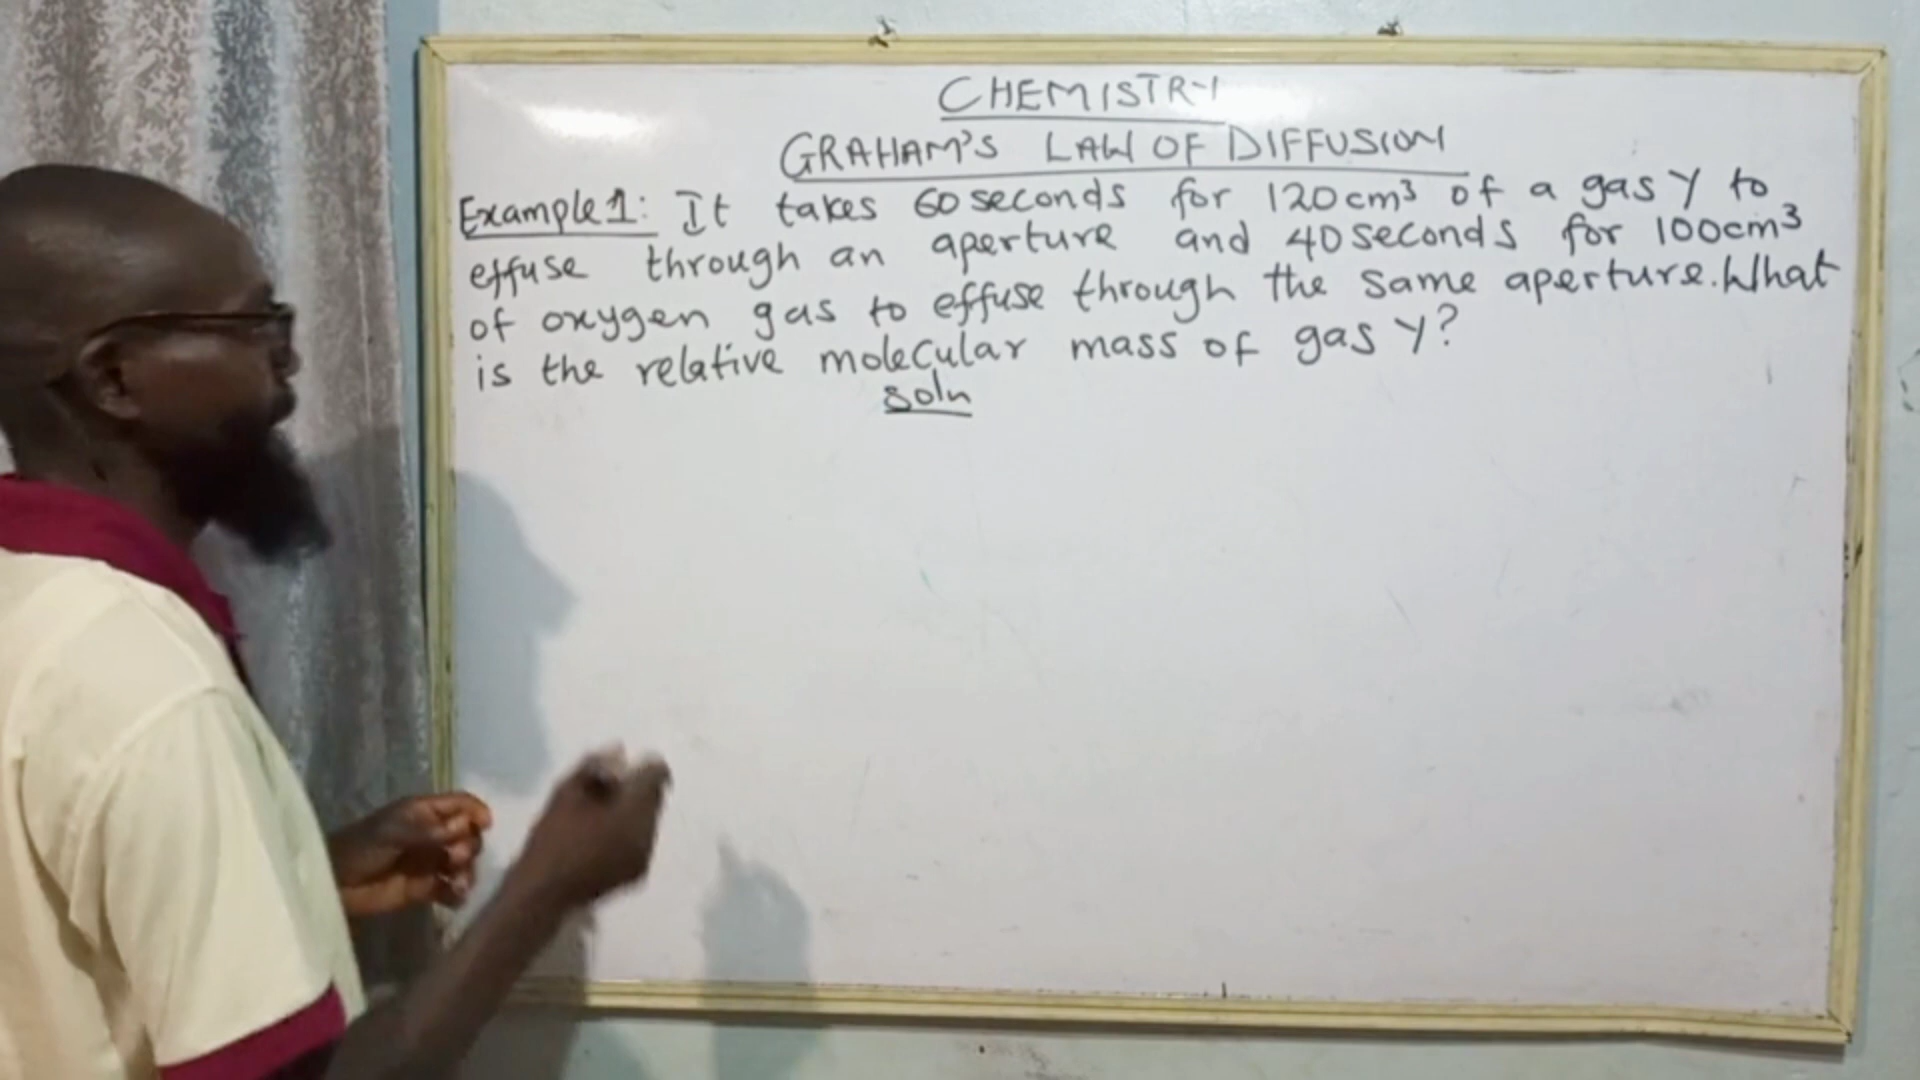 CHEMISTRY
GRAHAM'S LAW OF DIFFUSION
Example 1: It takes 60 seconds for 120cm³ of a gas Y to
effuse through an aperture and 40 seconds for 100cm³
of oxygen gas to effuse through the same aperture. What
is the relative molecular mass of gas Y?
soln